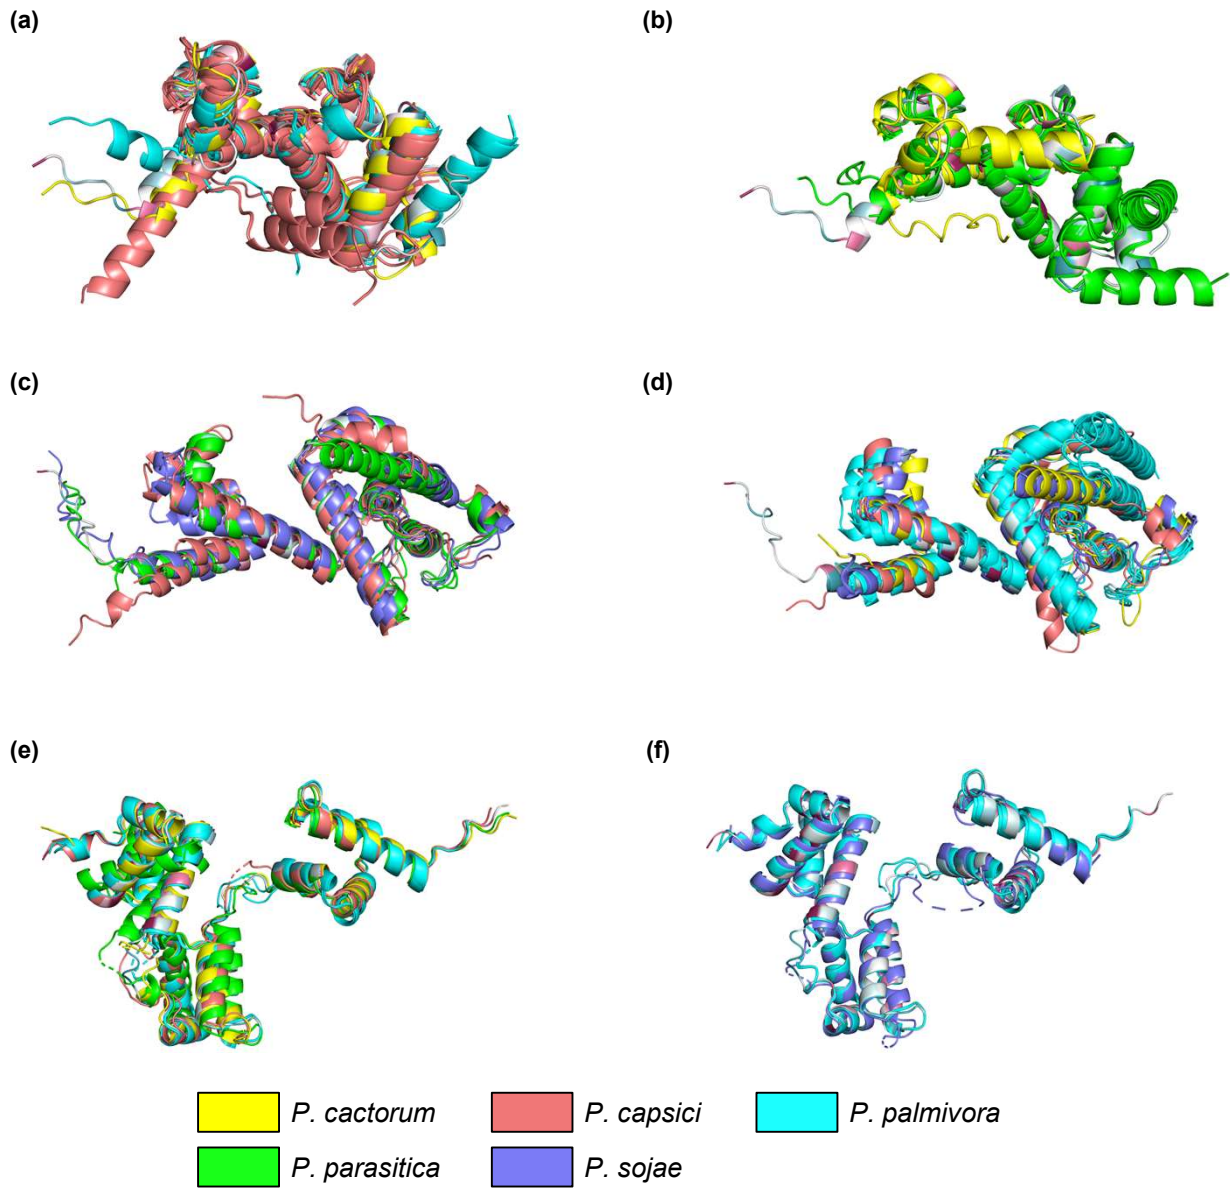 (a)
(b)
(c)
(d)
(e)
(f)
P. cactorum
P. capsici
P. palmivora
P. parasitica
P. sojae